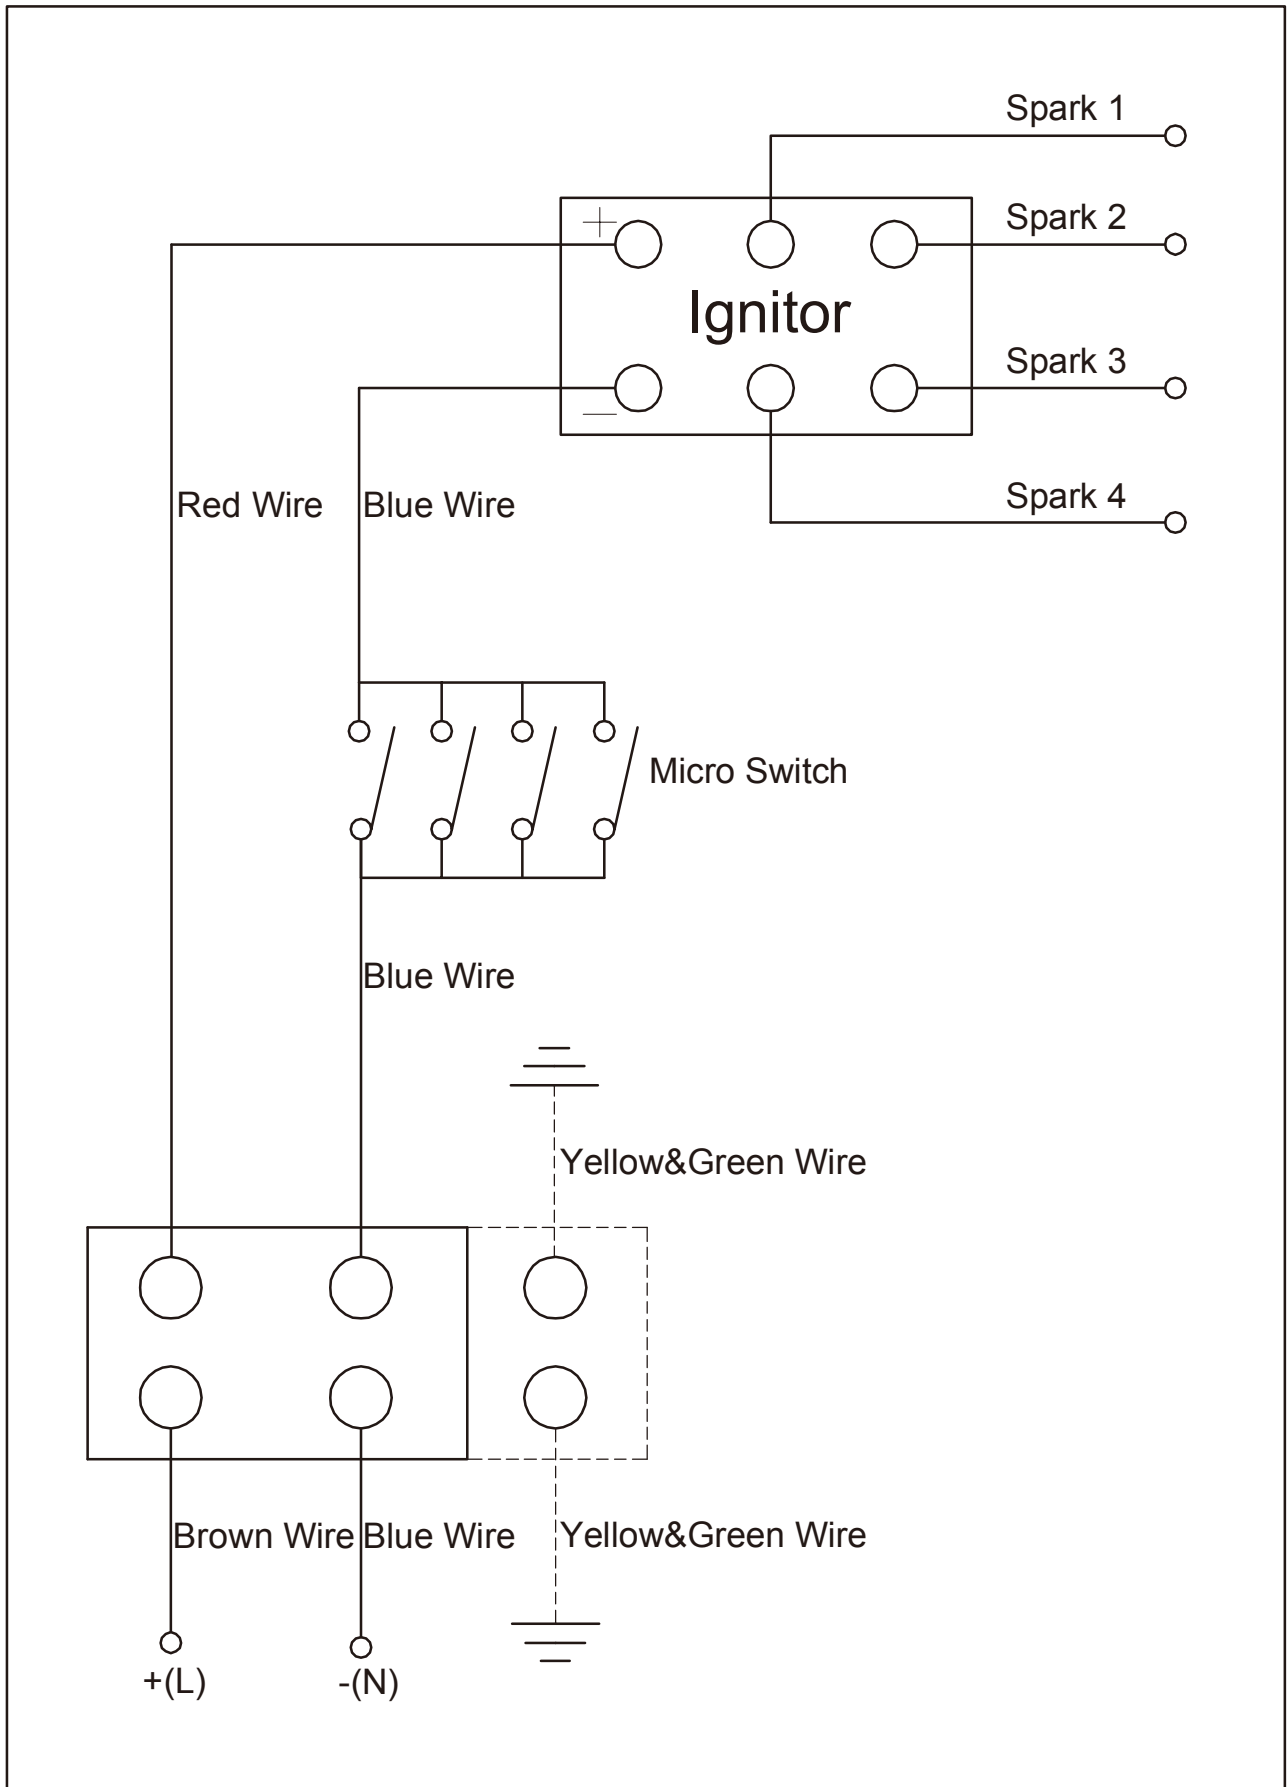 Spark 1
Spark 2
+
Ignitor
Spark 3
–
Red Wire
Blue Wire
Spark 4
Micro Switch
Blue Wire
Yellow&Green Wire
Brown Wire
Blue Wire
Yellow&Green Wire
+(L)
-(N)